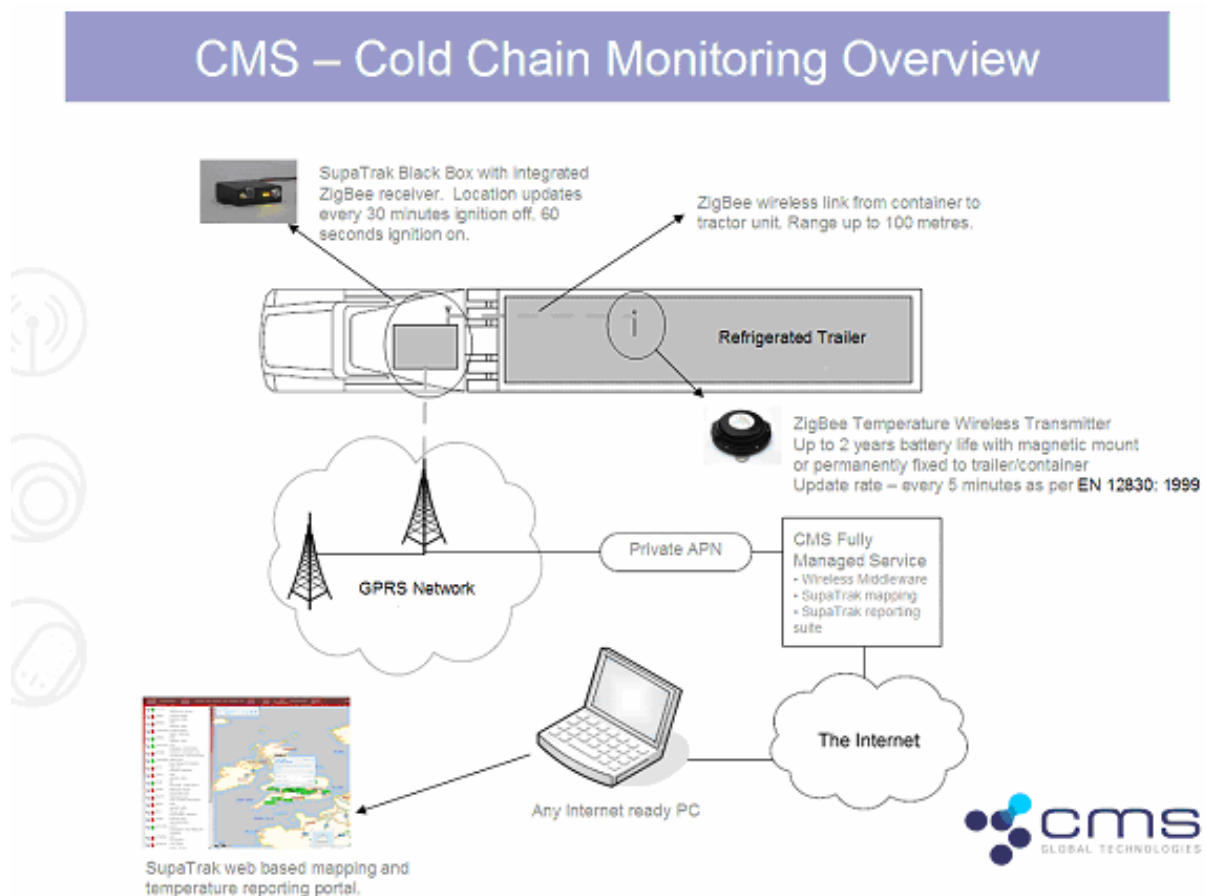 CMS – Cold Chain Monitoring Overview
SupaTrak Black Box with integrated
ZigBee receiver. Location updates
every 30 minutes ignition off, 60
seconds ignition on.
ZigBee wireless link from container to
tractor unit. Range up to 100 metres.
Refrigerated Trailer
ZigBee Temperature Wireless Transmitter
Up to 2 years battery life with magnetic mount
or permanently fixed to trailer/container
Update rate – every 5 minutes as per EN 12830: 1999
Private APN
CMS Fully
Managed Service
• Wireless Middleware
• SupaTrak mapping
• SupaTrak reporting
suite
GPRS Network
The Internet
Any Internet ready PC
SupaTrak web based mapping and
temperature reporting portal.
cms
GLOBAL TECHNOLOGIES